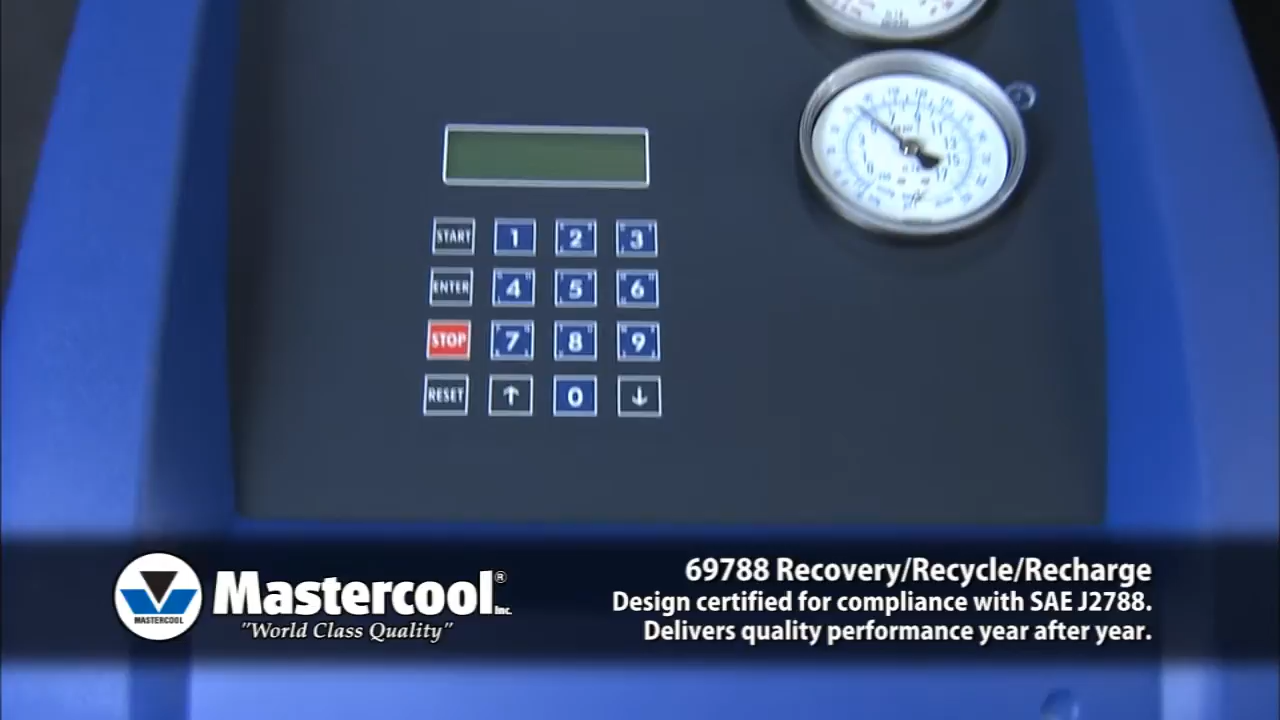 START 1 2 3
ENTER 4 5 6
STOP 7 8 9
RESET ↑ 0 ↓
MASTERCOOL
Mastercool® Inc.
"World Class Quality"
69788 Recovery/Recycle/Recharge
Design certified for compliance with SAE J2788.
Delivers quality performance year after year.